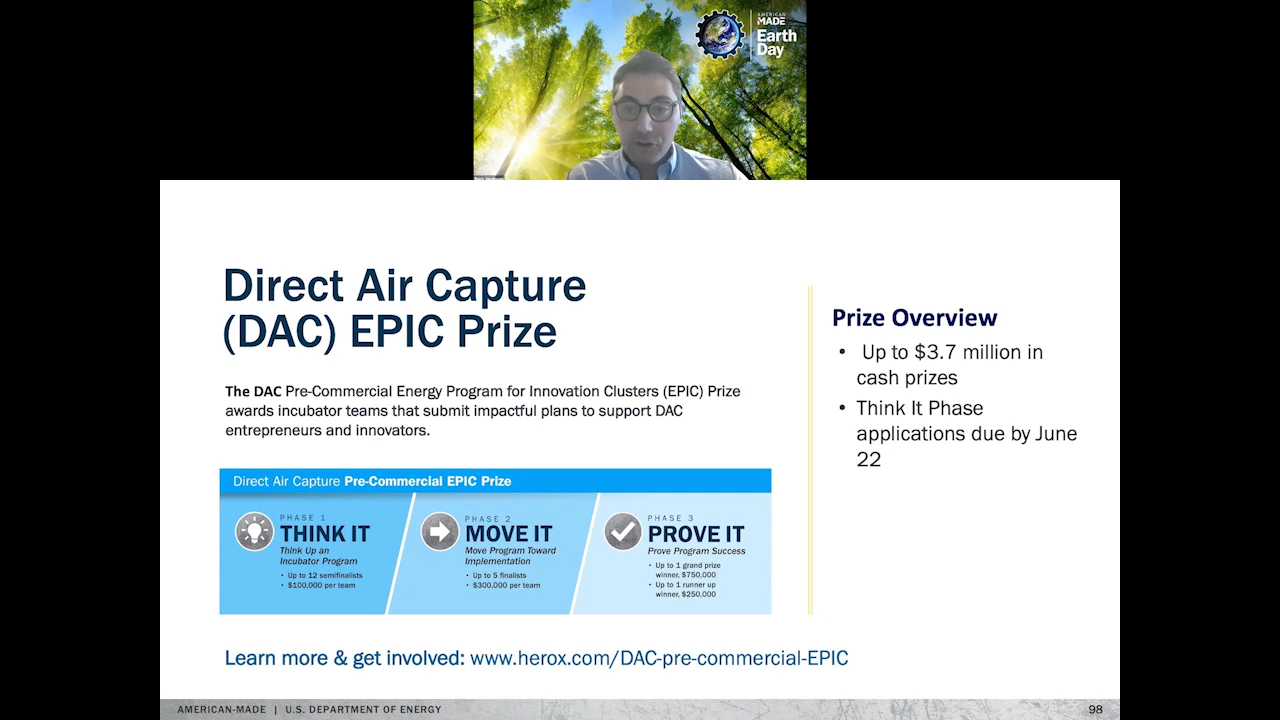 AMERICAN
MADE
Earth
Day
Direct Air Capture
(DAC) EPIC Prize
The DAC Pre-Commercial Energy Program for Innovation Clusters (EPIC) Prize
awards incubator teams that submit impactful plans to support DAC
entrepreneurs and innovators.
Direct Air Capture Pre-Commercial EPIC Prize
PHASE 1
THINK IT
Think Up an
Incubator Program
• Up to 12 semifinalists
• $100,000 per team
PHASE 2
MOVE IT
Move Program Toward
Implementation
• Up to 5 finalists
• $300,000 per team
PHASE 3
PROVE IT
Prove Program Success
• Up to 1 grand prize
winner, $750,000
• Up to 1 runner up
winner, $250,000
Prize Overview
• Up to $3.7 million in
cash prizes
• Think It Phase
applications due by June
22
Learn more & get involved: www.herox.com/DAC-pre-commercial-EPIC
AMERICAN-MADE | U.S. DEPARTMENT OF ENERGY
98